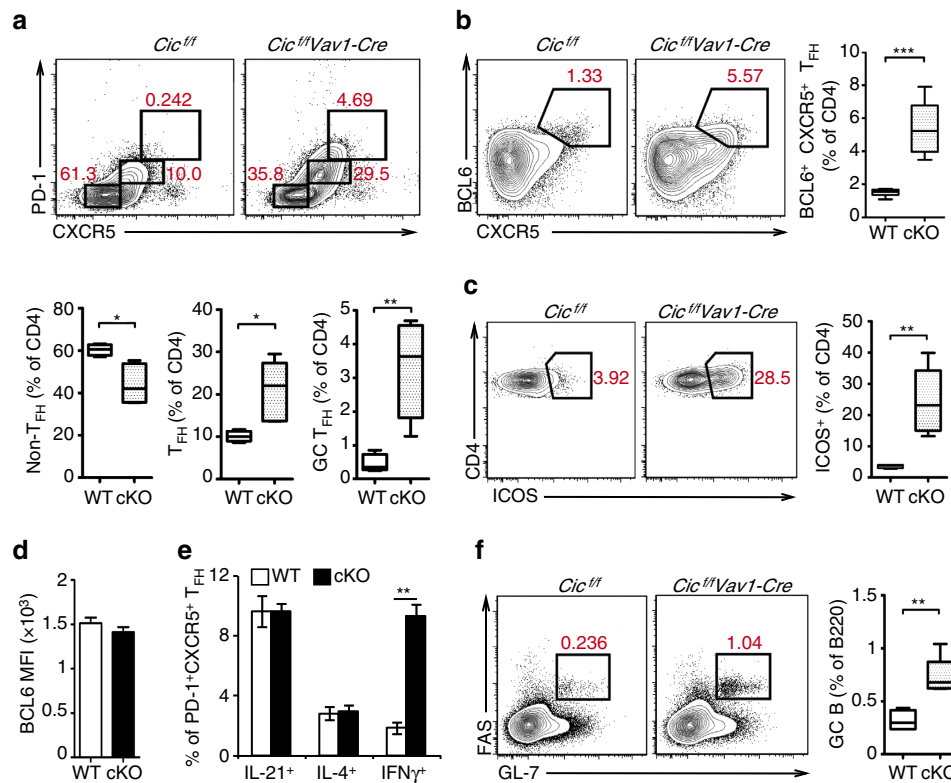 a
Cic f/f
Cic f/f Vav1-Cre
0.242
61.3
10.0
4.69
35.8
29.5
PD-1
CXCR5
b
Cic f/f
Cic f/f Vav1-Cre
1.33
5.57
BCL6
CXCR5
BCL6+ CXCR5+ TFH
(% of CD4)
10
8
6
4
2
0
***
WT cKO
Non-TFH (% of CD4)
80
60
40
20
0
*
WT cKO
TFH (% of CD4)
40
30
20
10
0
*
WT cKO
GC TFH (% of CD4)
5
4
3
2
1
0
**
WT cKO
c
Cic f/f
Cic f/f Vav1-Cre
3.92
28.5
CD4
ICOS
ICOS+ (% of CD4)
50
40
30
20
10
0
**
WT cKO
d
BCL6 MFI (×10³)
2
1.5
1
0.5
0
WT cKO
e
% of PD-1+CXCR5+ TFH
12
8
4
0
WT
cKO
**
IL-21+
IL-4+
IFNγ+
f
Cic f/f
Cic f/f Vav1-Cre
0.236
1.04
FAS
GL-7
GC B (% of B220)
1.5
1.0
0.5
0
**
WT cKO